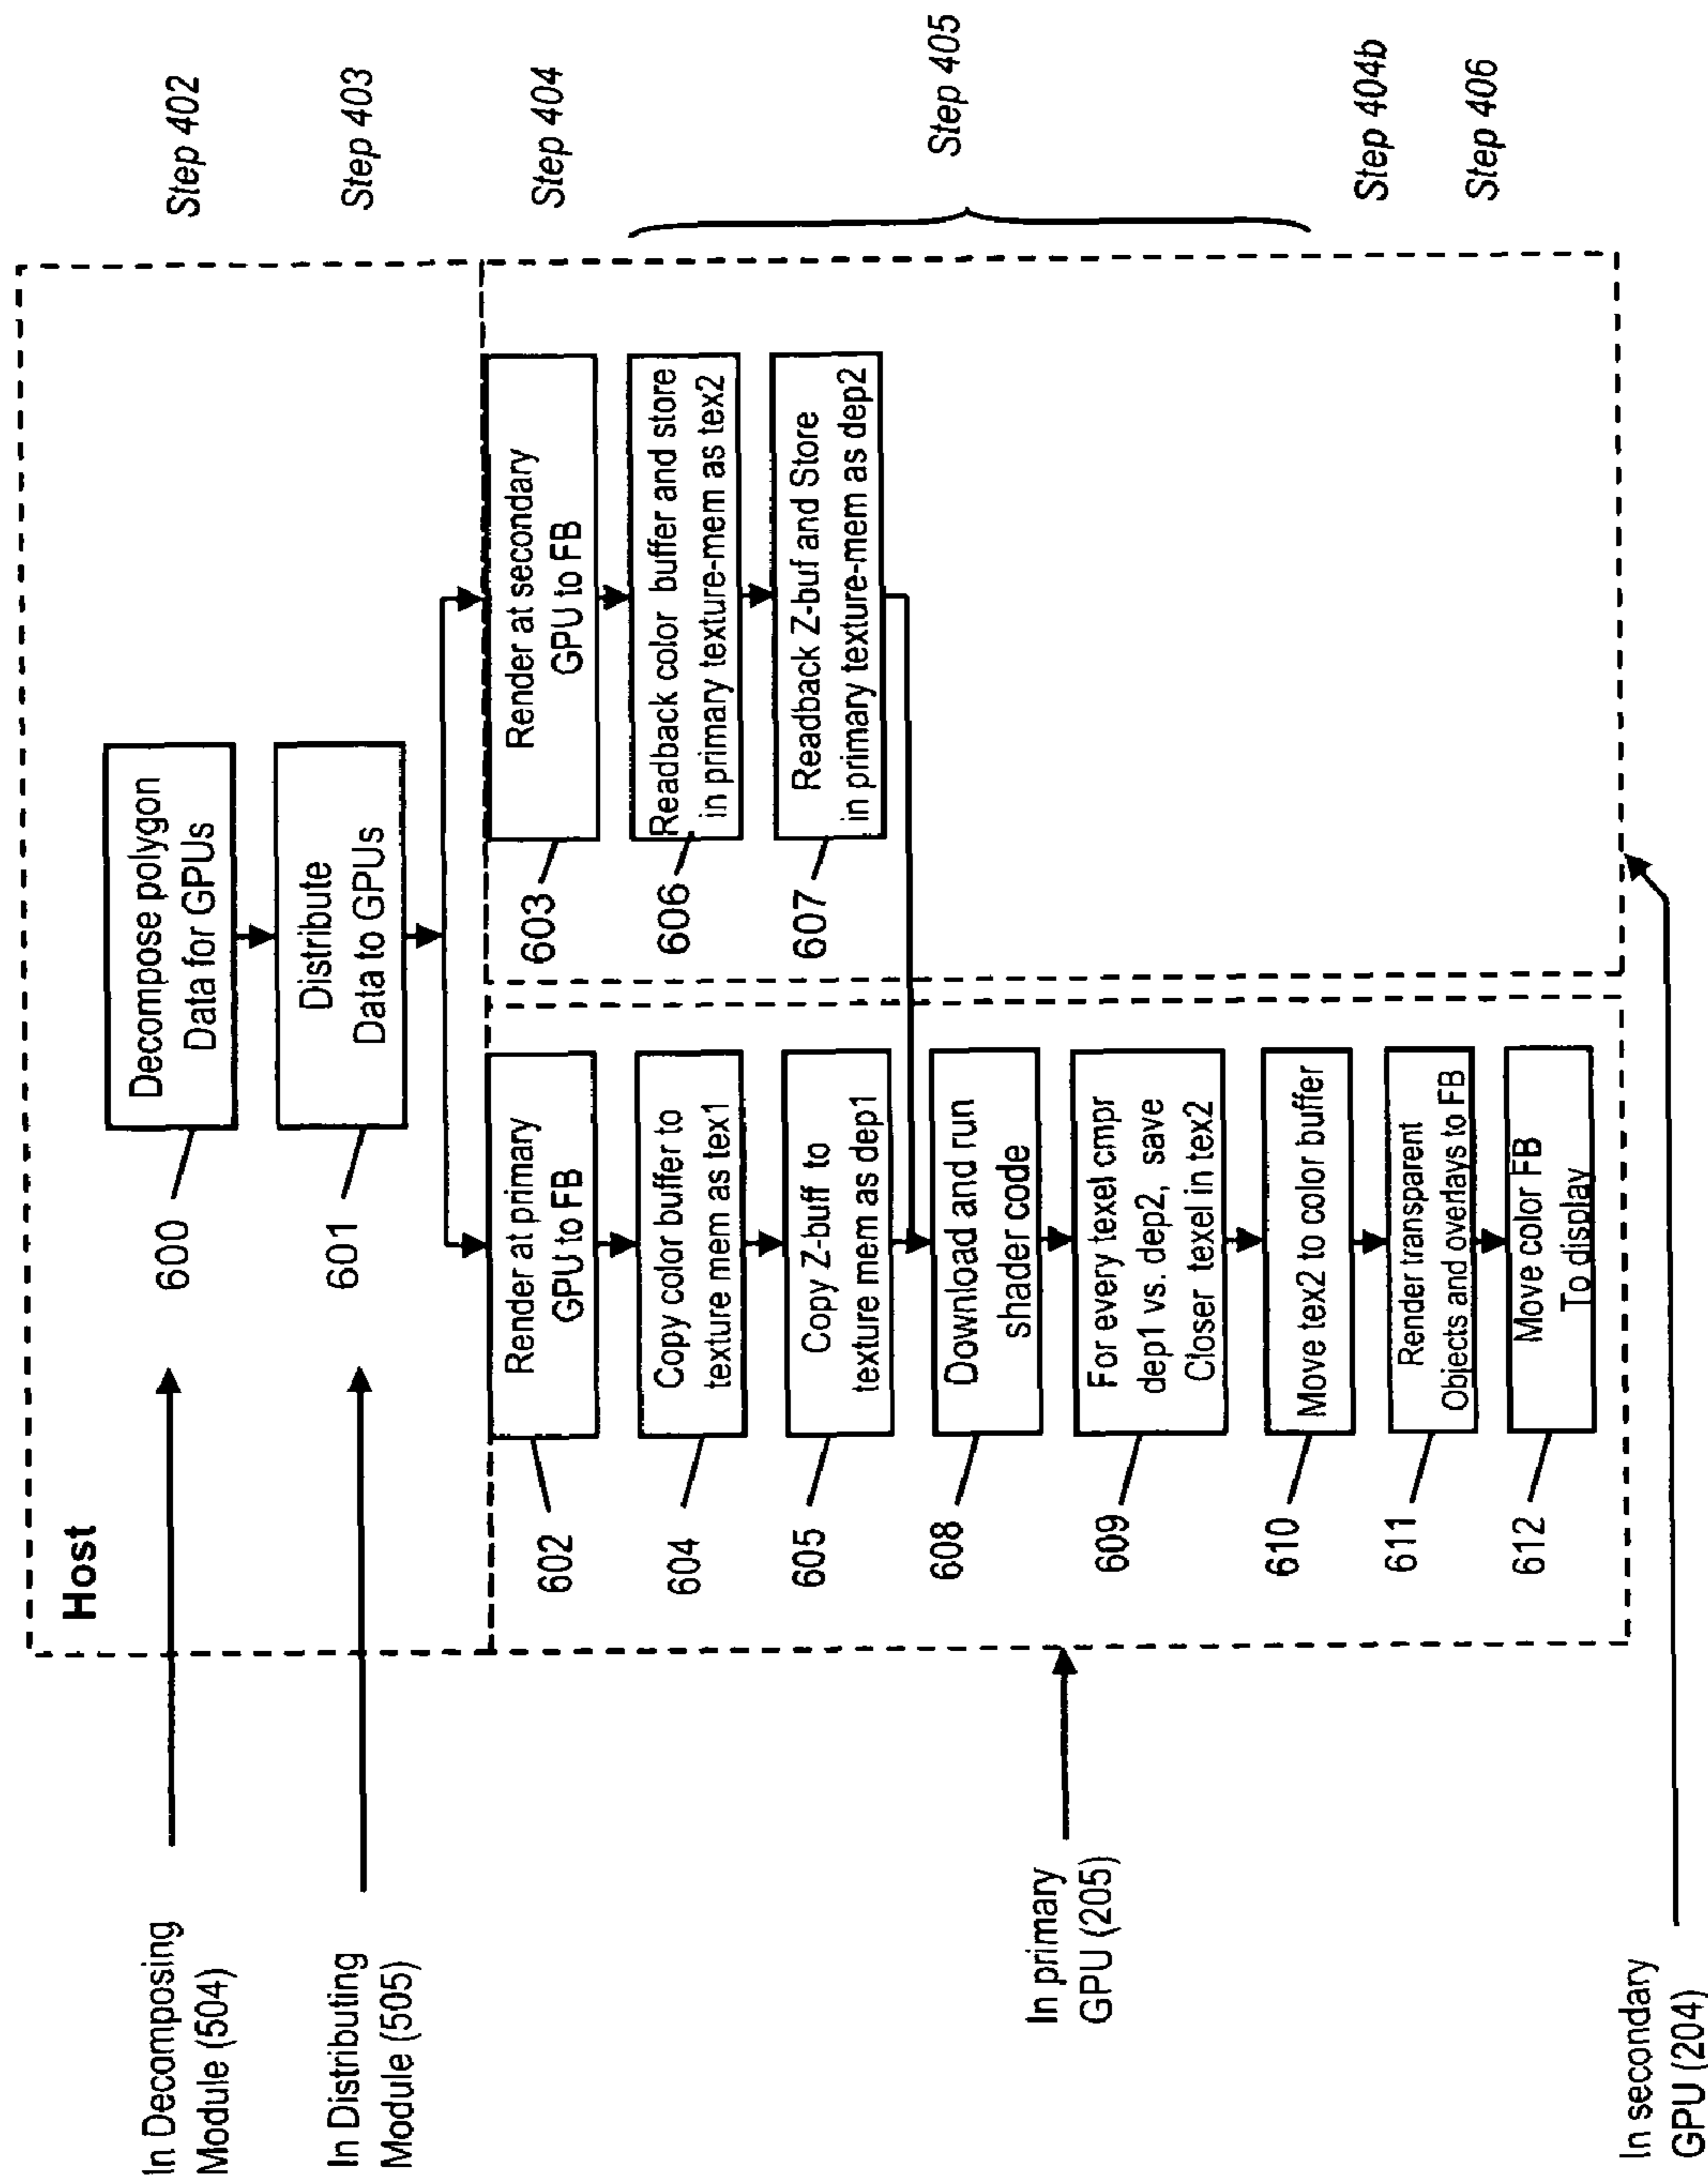 Host
Step 402
Decompose polygon
Data for GPUs
600
In Decomposing
Module (504)
Step 403
Distribute
Data to GPUs
601
In Distributing
Module (505)
Step 404
Render at primary
GPU to FB
602
Render at secondary
GPU to FB
603
Step 405
Copy color buffer to
texture mem as tex1
604
Readback color buffer and store
in primary texture-mem as tex2
606
Copy Z-buff to
texture mem as dep1
605
Readback Z-buf and Store
in primary texture-mem as dep2
607
Download and run
shader code
608
For every texel cmpr
dep1 vs. dep2, save
Closer texel in tex2
609
In primary
GPU (205)
Move tex2 to color buffer
610
Step 404b
Render transparent
Objects and overlays to FB
611
Step 406
Move color FB
To display
612
In secondary
GPU (204)